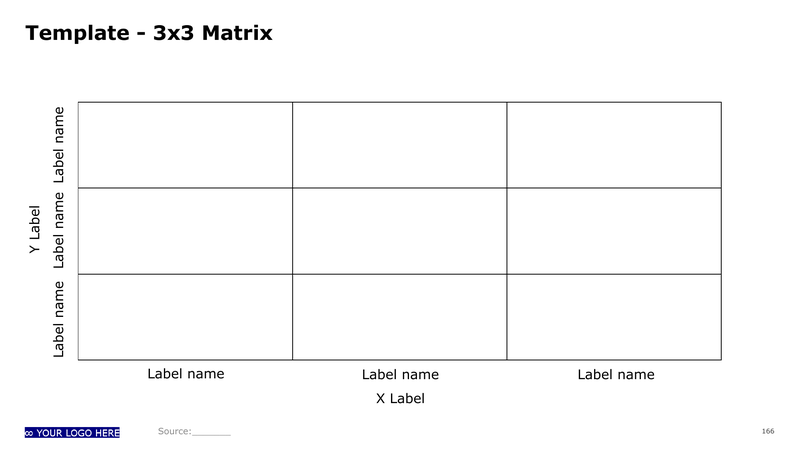 Template - 3x3 Matrix
Y Label
Label name
Label name
Label name
Label name
Label name
Label name
X Label
∞ YOUR LOGO HERE
Source:_______
166